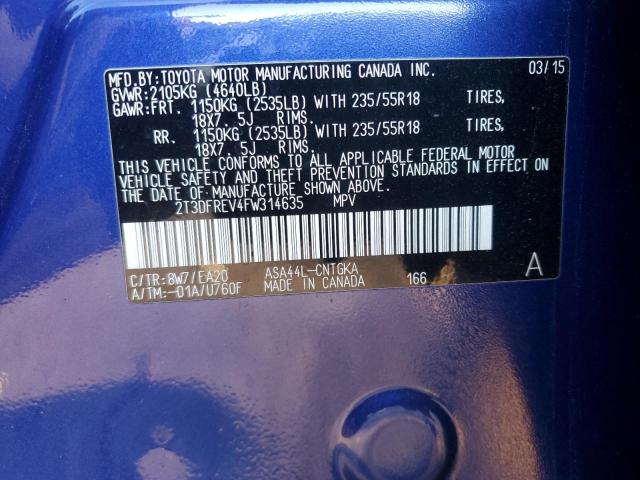 MFD.BY:TOYOTA MOTOR MANUFACTURING CANADA INC. 03/15
GVWR:2105KG (4640LB)
GAWR:FRT. 1150KG (2535LB) WITH 235/55R18 TIRES,
18X7. 5J RIMS.
RR. 1150KG (2535LB) WITH 235/55R18 TIRES,
18X7. 5J RIMS.
THIS VEHICLE CONFORMS TO ALL APPLICABLE FEDERAL MOTOR
VEHICLE SAFETY AND THEFT PREVENTION STANDARDS IN EFFECT ON
THE DATE OF MANUFACTURE SHOWN ABOVE.
2T3DFREV4FW314635 MPV
C/TR:8W7/EA20 ASA44L-CNTGKA A
A/TM:-01A/U760F MADE IN CANADA 166